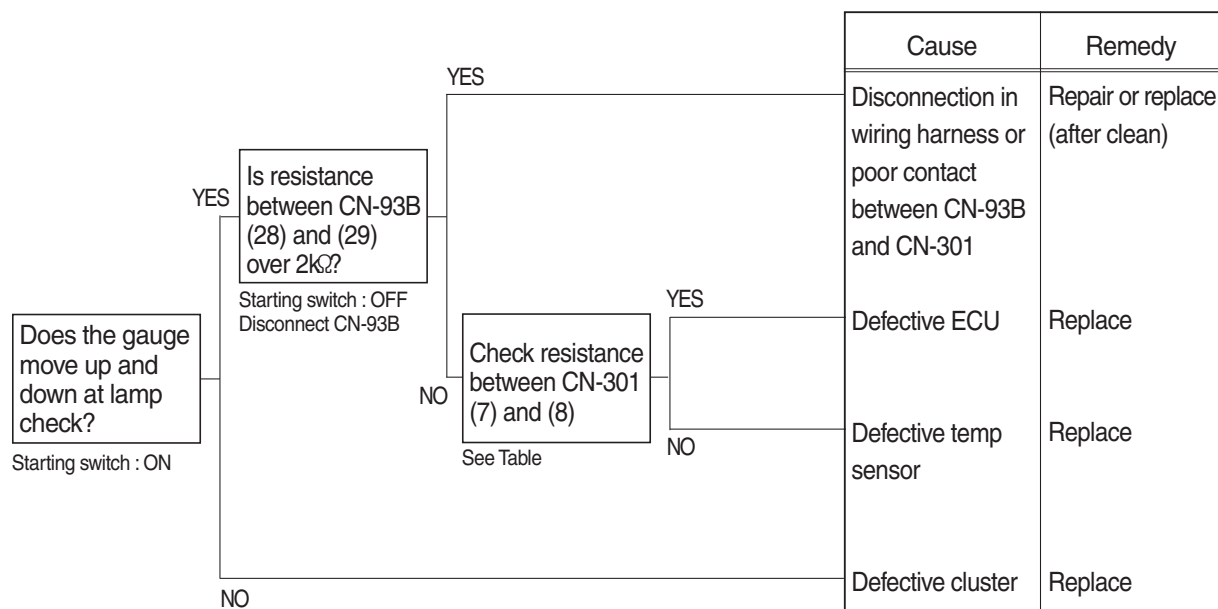 Cause
Remedy
YES
Disconnection in
wiring harness or
poor contact
between CN-93B
and CN-301
Repair or replace
(after clean)
YES
Is resistance
between CN-93B
(28) and (29)
over 2kΩ?
Starting switch : OFF
Disconnect CN-93B
YES
Defective ECU
Replace
Does the gauge
move up and
down at lamp
check?
Starting switch : ON
NO
Check resistance
between CN-301
(7) and (8)
See Table
NO
Defective temp
sensor
Replace
NO
Defective cluster
Replace